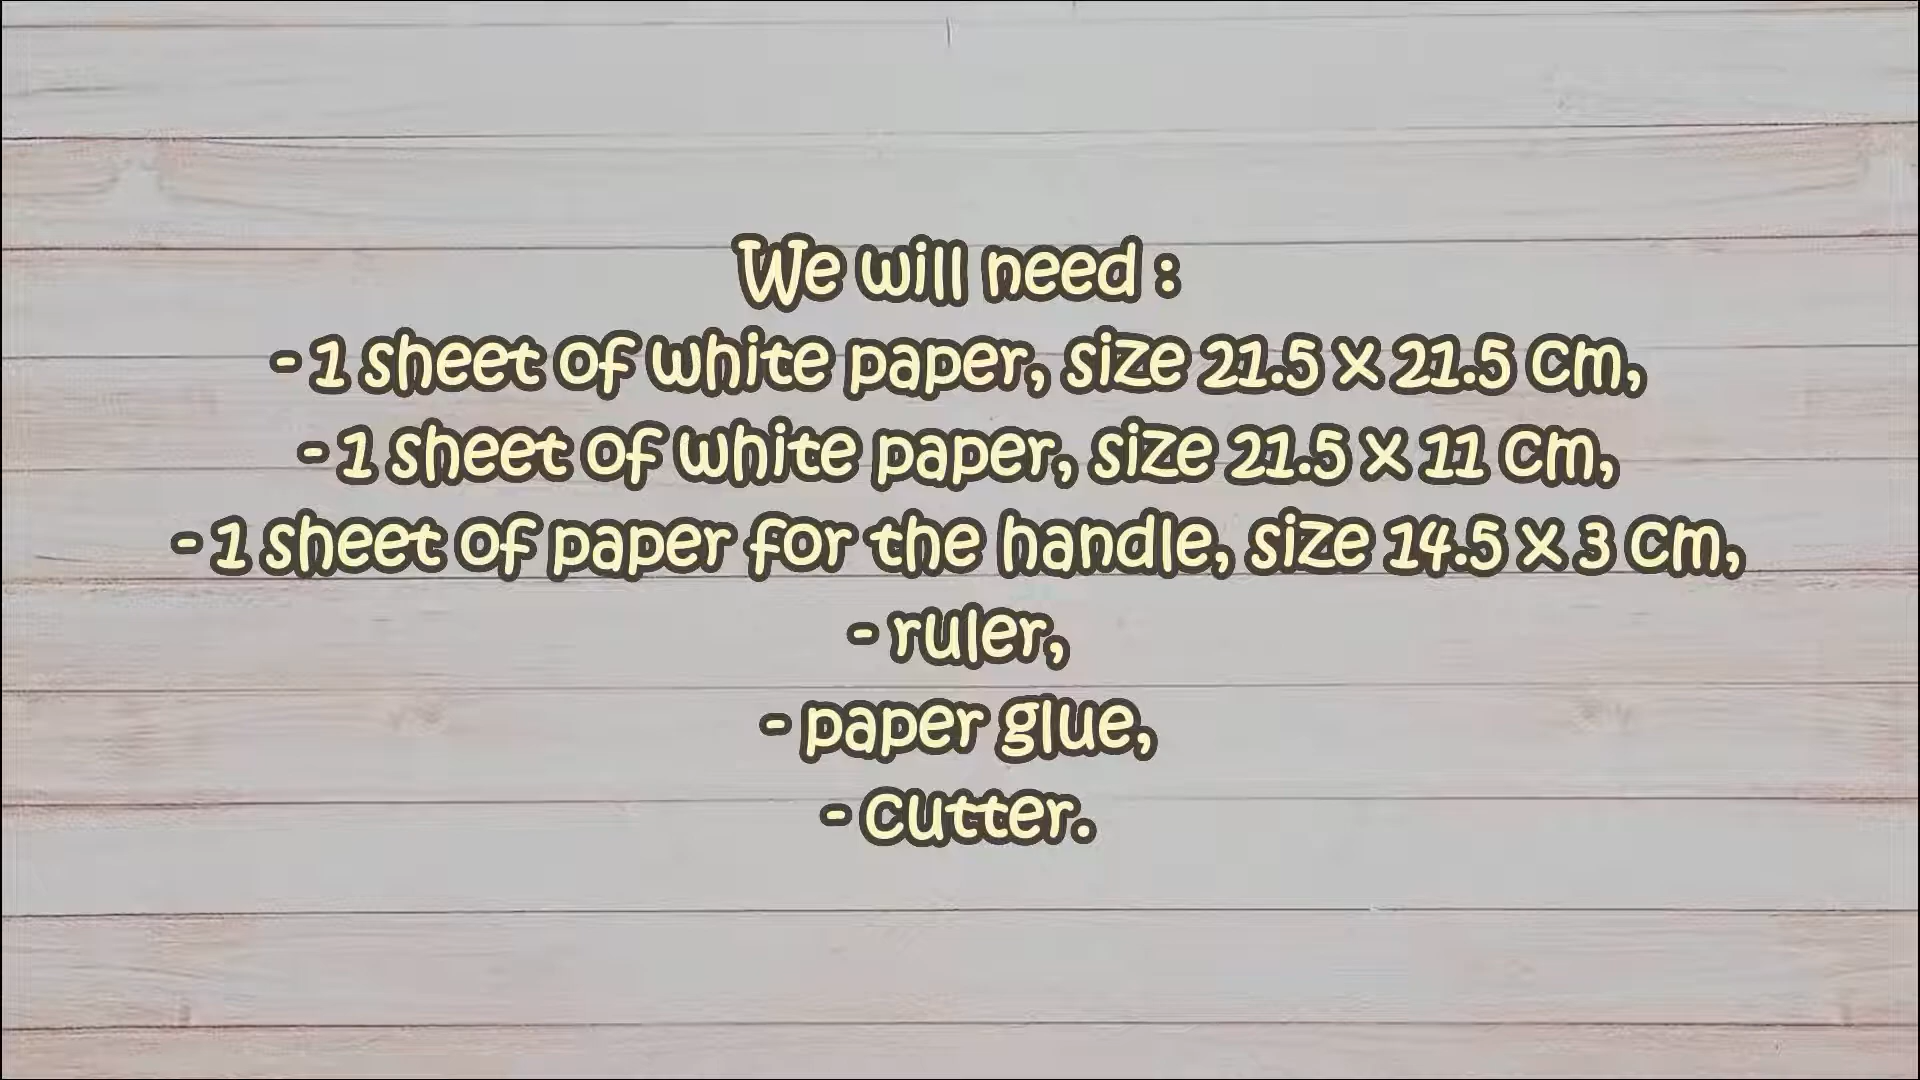 We will need :
- 1 sheet of white paper, size 21.5 x 21.5 cm,
- 1 sheet of white paper, size 21.5 x 11 cm,
- 1 sheet of paper for the handle, size 14.5 x 3 cm,
- ruler,
- paper glue,
- cutter.